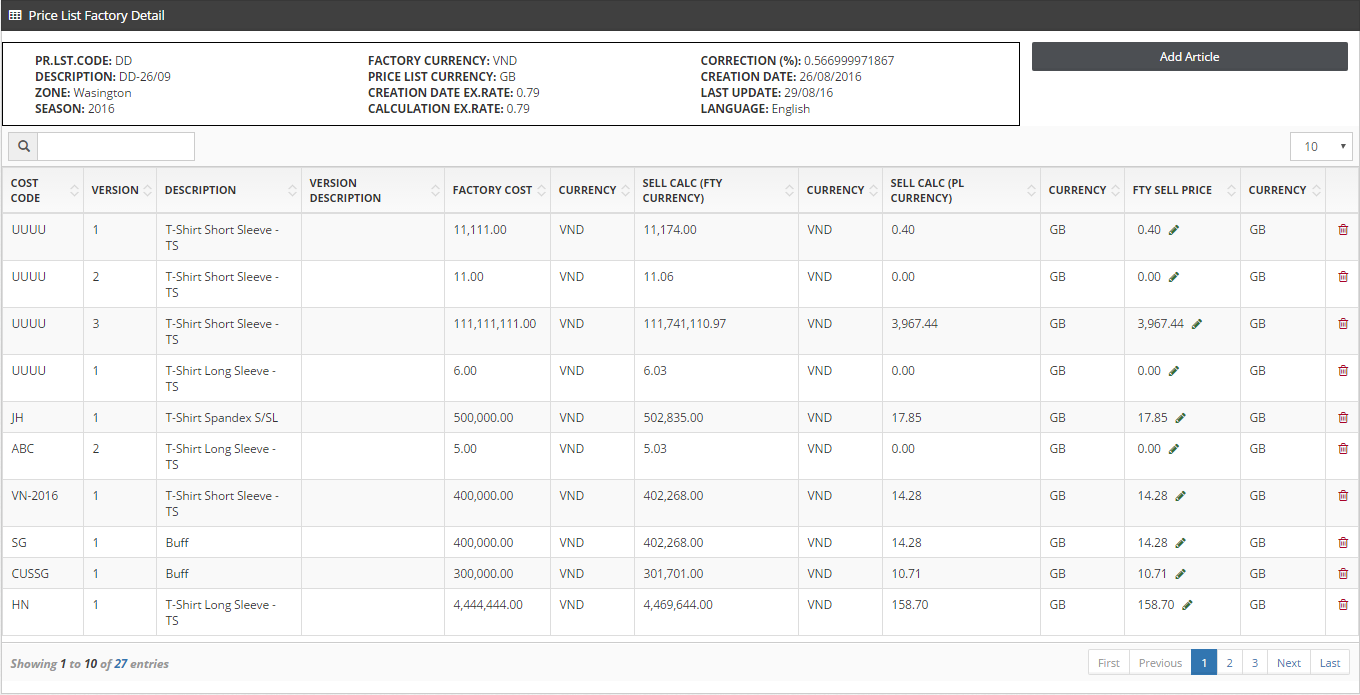 Price List Factory Detail
PR.LST.CODE: DD
DESCRIPTION: DD-26/09
ZONE: Wasington
SEASON: 2016
FACTORY CURRENCY: VND
PRICE LIST CURRENCY: GB
CREATION DATE EX.RATE: 0.79
CALCULATION EX.RATE: 0.79
CORRECTION (%): 0.566999971867
CREATION DATE: 26/08/2016
LAST UPDATE: 29/08/16
LANGUAGE: English
Add Article
10
COST CODE VERSION DESCRIPTION VERSION DESCRIPTION FACTORY COST CURRENCY SELL CALC (FTY CURRENCY) CURRENCY SELL CALC (PL CURRENCY) CURRENCY FTY SELL PRICE CURRENCY
UUUU 1 T-Shirt Short Sleeve - TS 11,111.00 VND 11,174.00 VND 0.40 GB 0.40 GB
UUUU 2 T-Shirt Short Sleeve - TS 11.00 VND 11.06 VND 0.00 GB 0.00 GB
UUUU 3 T-Shirt Short Sleeve - TS 111,111,111.00 VND 111,741,110.97 VND 3,967.44 GB 3,967.44 GB
UUUU 1 T-Shirt Long Sleeve - TS 6.00 VND 6.03 VND 0.00 GB 0.00 GB
JH 1 T-Shirt Spandex S/SL 500,000.00 VND 502,835.00 VND 17.85 GB 17.85 GB
ABC 2 T-Shirt Long Sleeve - TS 5.00 VND 5.03 VND 0.00 GB 0.00 GB
VN-2016 1 T-Shirt Short Sleeve - TS 400,000.00 VND 402,268.00 VND 14.28 GB 14.28 GB
SG 1 Buff 400,000.00 VND 402,268.00 VND 14.28 GB 14.28 GB
CUSSG 1 Buff 300,000.00 VND 301,701.00 VND 10.71 GB 10.71 GB
HN 1 T-Shirt Long Sleeve - TS 4,444,444.00 VND 4,469,644.00 VND 158.70 GB 158.70 GB
Showing 1 to 10 of 27 entries
First Previous 1 2 3 Next Last